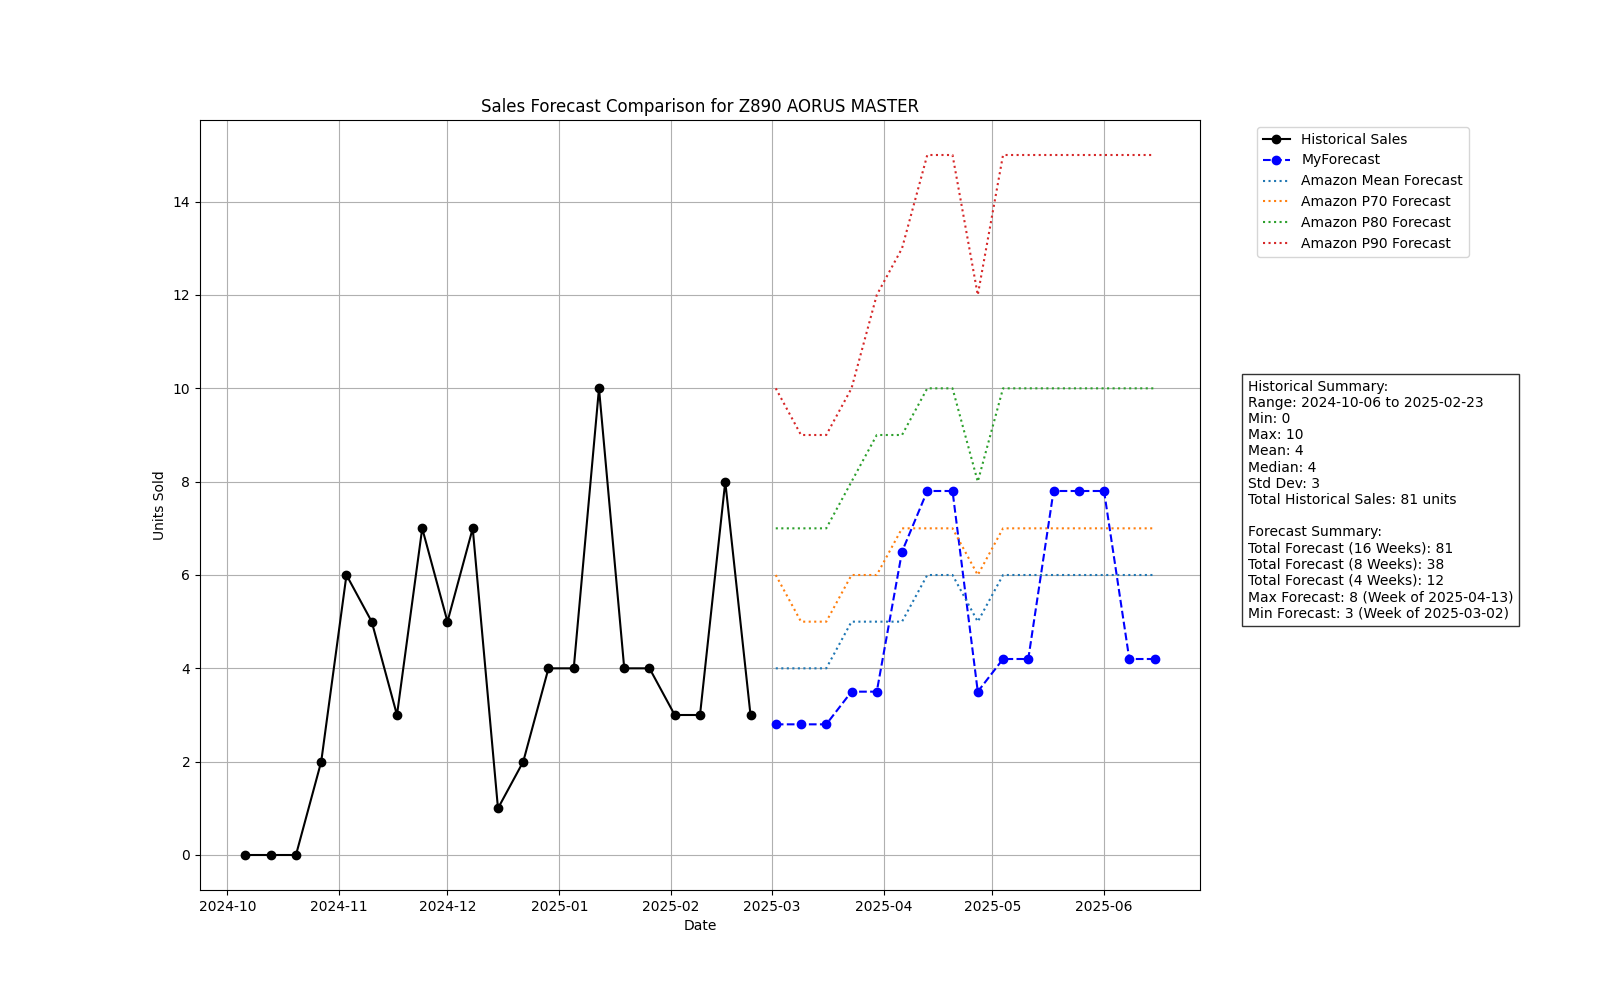 Sales Forecast Comparison for Z890 AORUS MASTER
Historical Sales
MyForecast
Amazon Mean Forecast
Amazon P70 Forecast
Amazon P80 Forecast
Amazon P90 Forecast
Units Sold
14
12
10
8
6
4
2
0
2024-10 2024-11 2024-12 2025-01 2025-02 2025-03 2025-04 2025-05 2025-06
Date
Historical Summary:
Range: 2024-10-06 to 2025-02-23
Min: 0
Max: 10
Mean: 4
Median: 4
Std Dev: 3
Total Historical Sales: 81 units
Forecast Summary:
Total Forecast (16 Weeks): 81
Total Forecast (8 Weeks): 38
Total Forecast (4 Weeks): 12
Max Forecast: 8 (Week of 2025-04-13)
Min Forecast: 3 (Week of 2025-03-02)